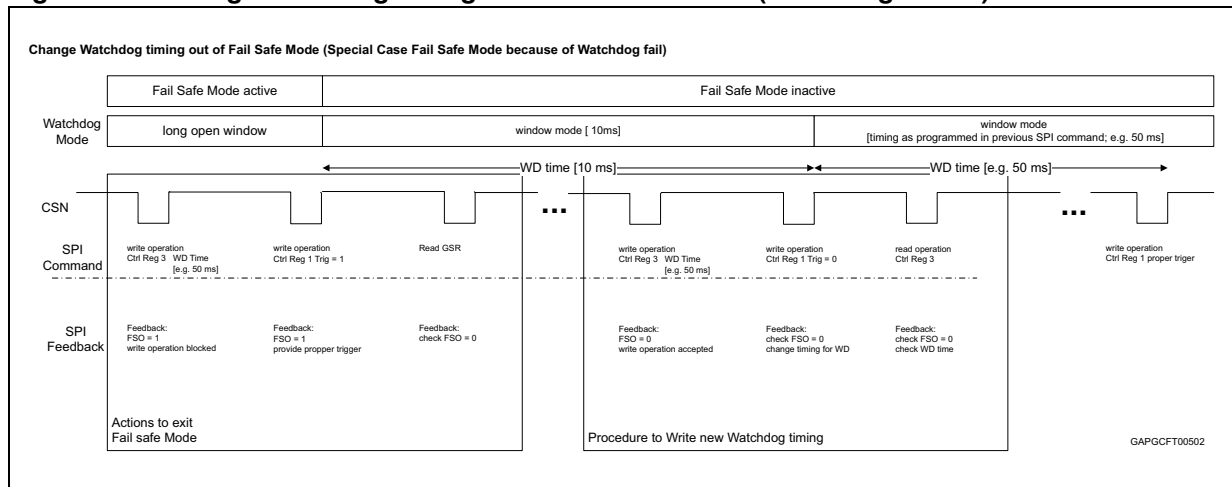 Change Watchdog timing out of Fail Safe Mode (Special Case Fail Safe Mode because of Watchdog fail)
Fail Safe Mode active
Fail Safe Mode inactive
Watchdog
Mode
long open window
window mode [ 10ms]
window mode
[timing as programmed in previous SPI command; e.g. 50 ms]
WD time [10 ms]
WD time [e.g. 50 ms]
CSN
...
...
SPI
Command
write operation
Ctrl Reg 3 WD Time
[e.g. 50 ms]
write operation
Ctrl Reg 1 Trig = 1
Read GSR
write operation
Ctrl Reg 3 WD Time
[e.g. 50 ms]
write operation
Ctrl Reg 1 Trig = 0
read operation
Ctrl Reg 3
write operation
Ctrl Reg 1 proper triger
SPI
Feedback
Feedback:
FSO = 1
write operation blocked
Feedback:
FSO = 1
provide propper trigger
Feedback:
check FSO = 0
Feedback:
FSO = 0
write operation accepted
Feedback:
check FSO = 0
change timing for WD
Feedback:
check FSO = 0
check WD time
Actions to exit
Fail safe Mode
Procedure to Write new Watchdog timing
GAPGCFT00502